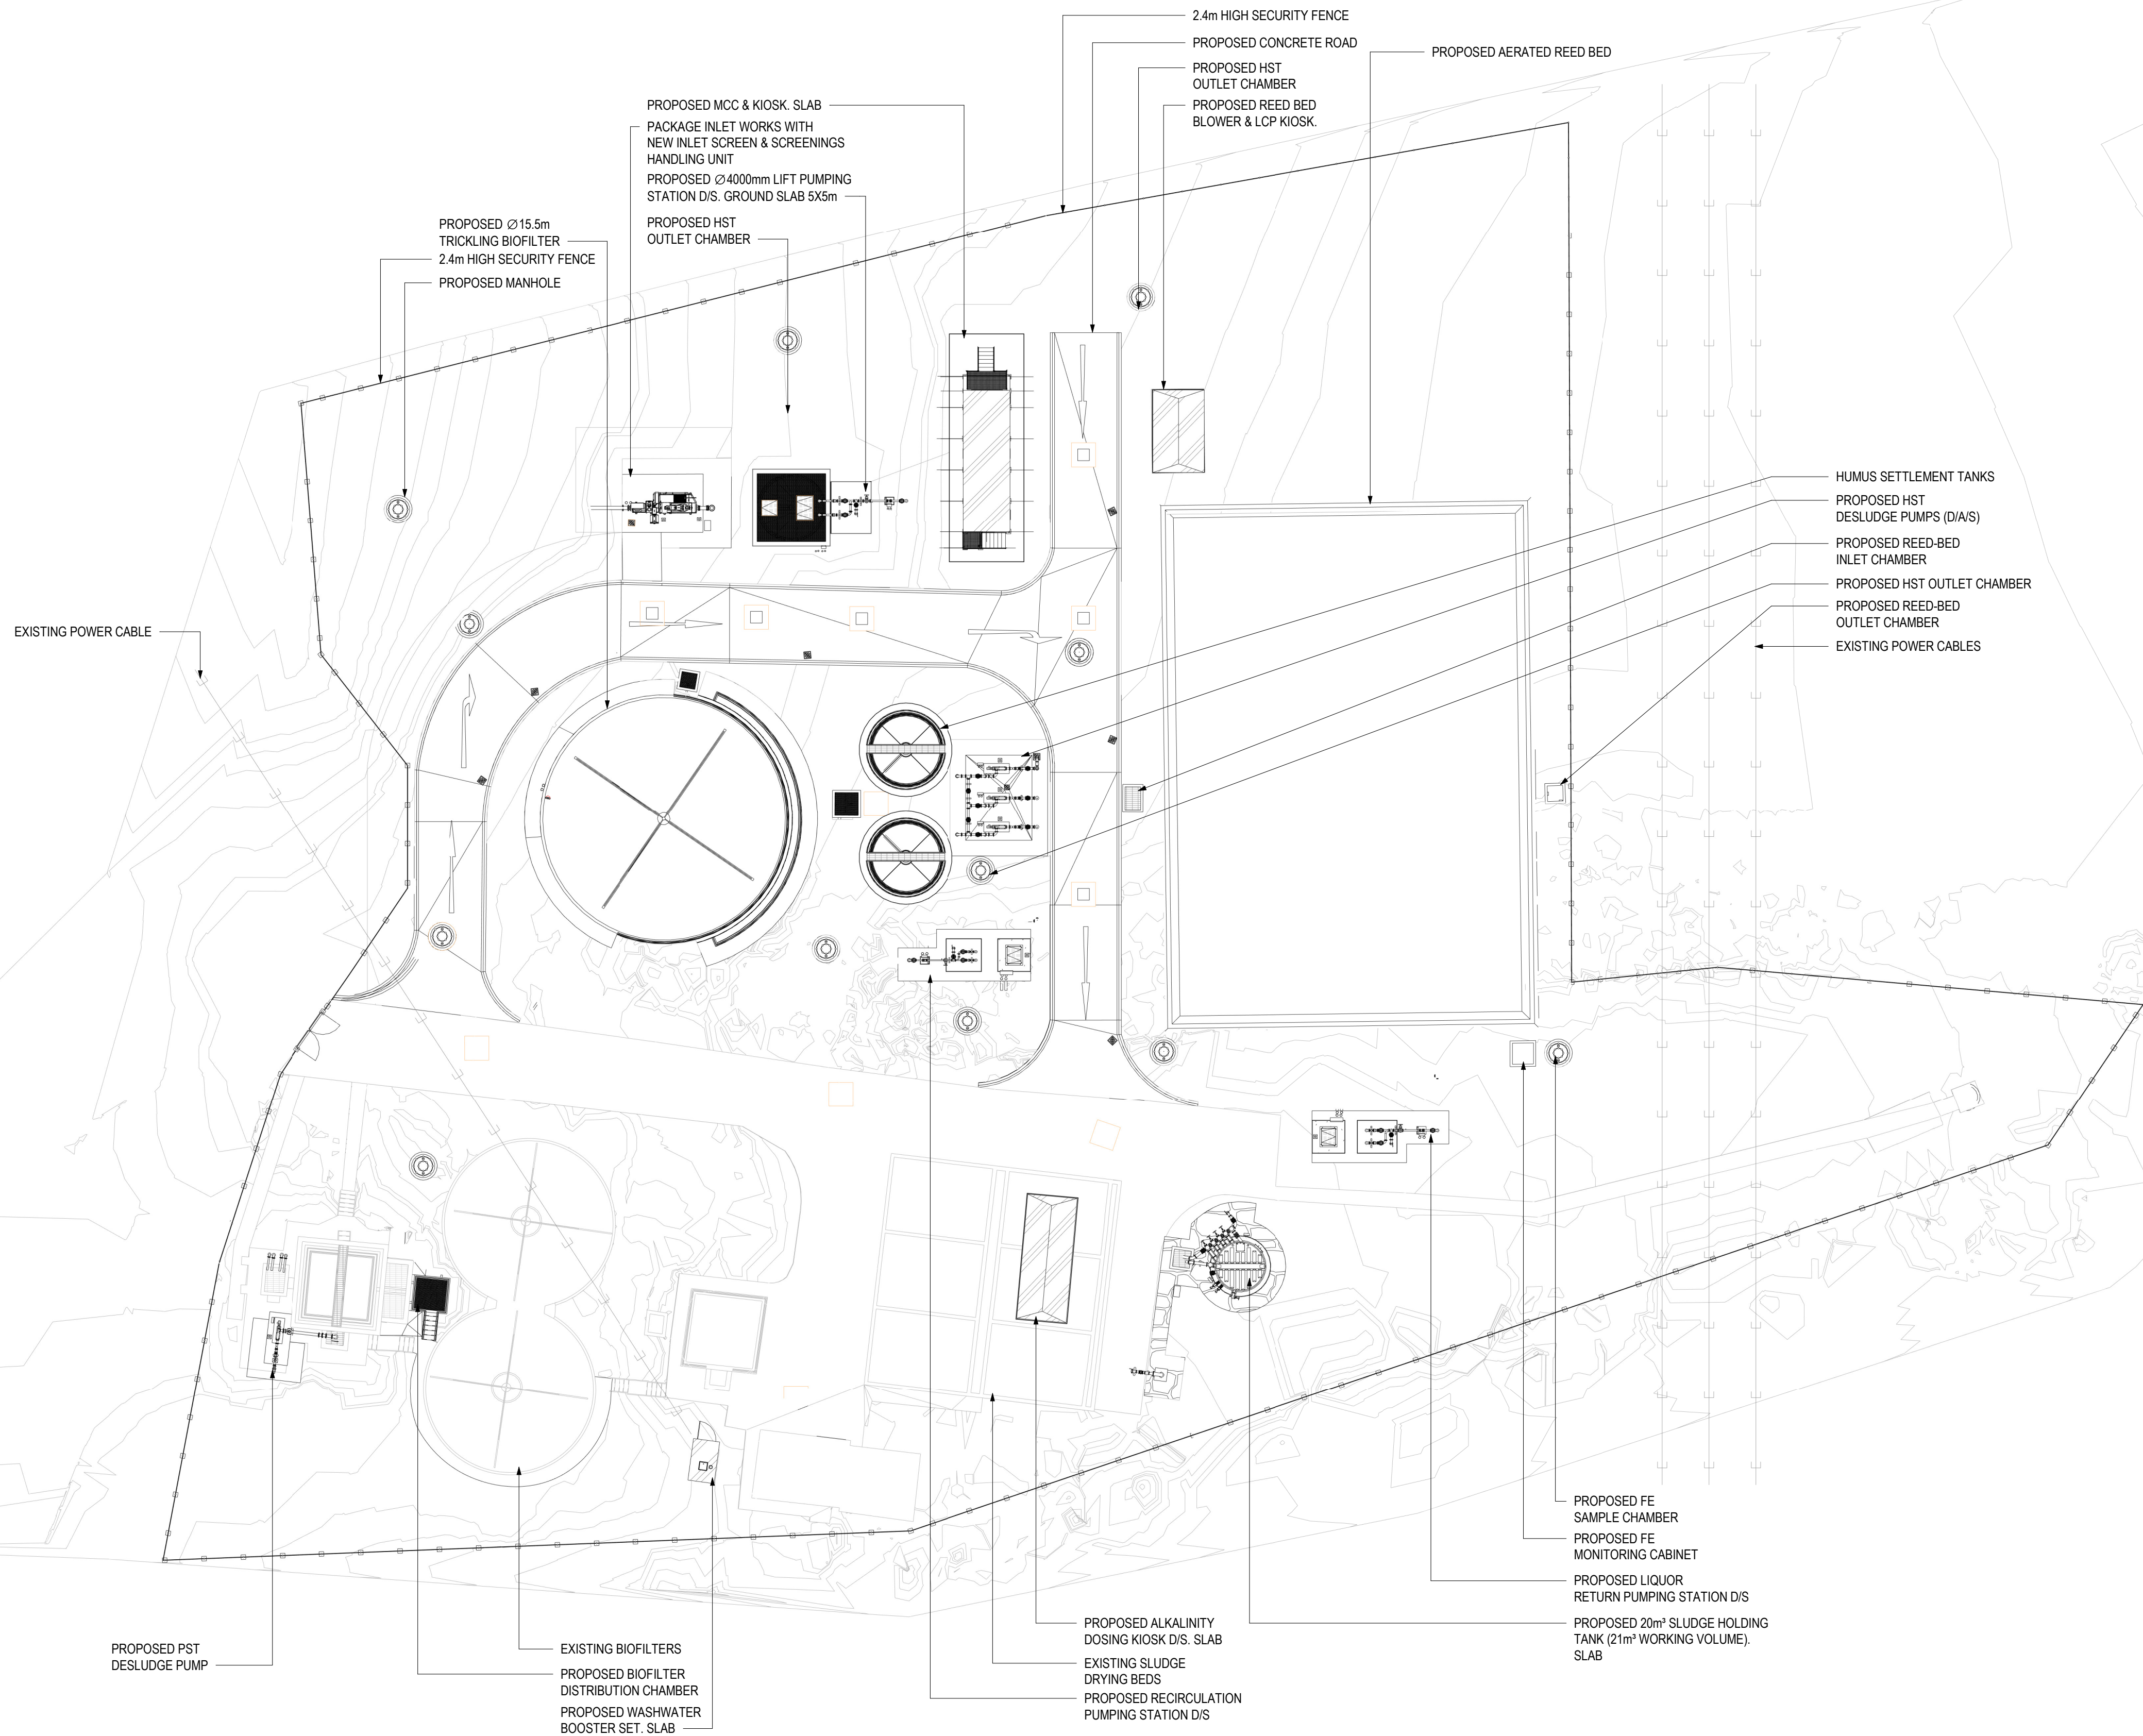 2.4m HIGH SECURITY FENCE
PROPOSED CONCRETE ROAD
PROPOSED AERATED REED BED
PROPOSED HST
OUTLET CHAMBER
PROPOSED REED BED
BLOWER & LCP KIOSK.
PROPOSED MCC & KIOSK. SLAB
PACKAGE INLET WORKS WITH
NEW INLET SCREEN & SCREENINGS
HANDLING UNIT
PROPOSED ∅4000mm LIFT PUMPING
STATION D/S. GROUND SLAB 5X5m
PROPOSED HST
OUTLET CHAMBER
PROPOSED ∅15.5m
TRICKLING BIOFILTER
2.4m HIGH SECURITY FENCE
PROPOSED MANHOLE
EXISTING POWER CABLE
HUMUS SETTLEMENT TANKS
PROPOSED HST
DESLUDGE PUMPS (D/A/S)
PROPOSED REED-BED
INLET CHAMBER
PROPOSED HST OUTLET CHAMBER
PROPOSED REED-BED
OUTLET CHAMBER
EXISTING POWER CABLES
PROPOSED FE
SAMPLE CHAMBER
PROPOSED FE
MONITORING CABINET
PROPOSED LIQUOR
RETURN PUMPING STATION D/S
PROPOSED 20m³ SLUDGE HOLDING
TANK (21m³ WORKING VOLUME).
SLAB
PROPOSED ALKALINITY
DOSING KIOSK D/S. SLAB
EXISTING SLUDGE
DRYING BEDS
PROPOSED RECIRCULATION
PUMPING STATION D/S
PROPOSED PST
DESLUDGE PUMP
EXISTING BIOFILTERS
PROPOSED BIOFILTER
DISTRIBUTION CHAMBER
PROPOSED WASHWATER
BOOSTER SET. SLAB